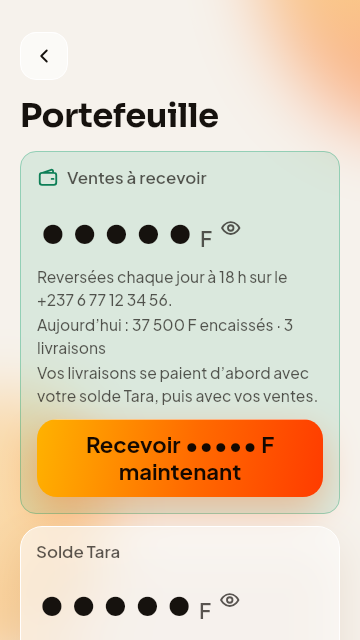 Portefeuille
Ventes à recevoir
● ● ● ● ● F
Reversées chaque jour à 18 h sur le
+237 6 77 12 34 56.
Aujourd’hui : 37 500 F encaissés · 3
livraisons
Vos livraisons se paient d’abord avec
votre solde Tara, puis avec vos ventes.
Recevoir ● ● ● ● ● F
maintenant
Solde Tara
● ● ● ● ● F